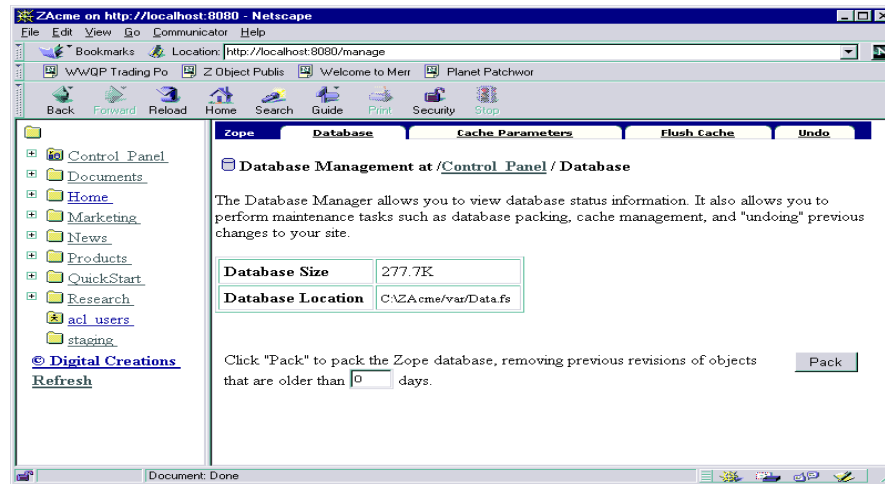 ZAcme on http://localhost:8080 - Netscape
File Edit View Go Communicator Help
Bookmarks Location: http://localhost:8080/manage
WWQP Trading Po Z Object Publis Welcome to Merr Planet Patchwor
Back Forward Reload Home Search Guide Print Security Stop
Zope Database Cache Parameters Flush Cache Undo
Control_Panel
Documents
Home
Marketing
News
Products
QuickStart
Research
acl_users
staging
© Digital Creations
Refresh
Database Management at /Control_Panel / Database
The Database Manager allows you to view database status information. It also allows you to
perform maintenance tasks such as database packing, cache management, and "undoing" previous
changes to your site.
Database Size 277.7K
Database Location C:\ZAcme/var/Data.fs
Click "Pack" to pack the Zope database, removing previous revisions of objects
that are older than 0 days.
Pack
Document: Done